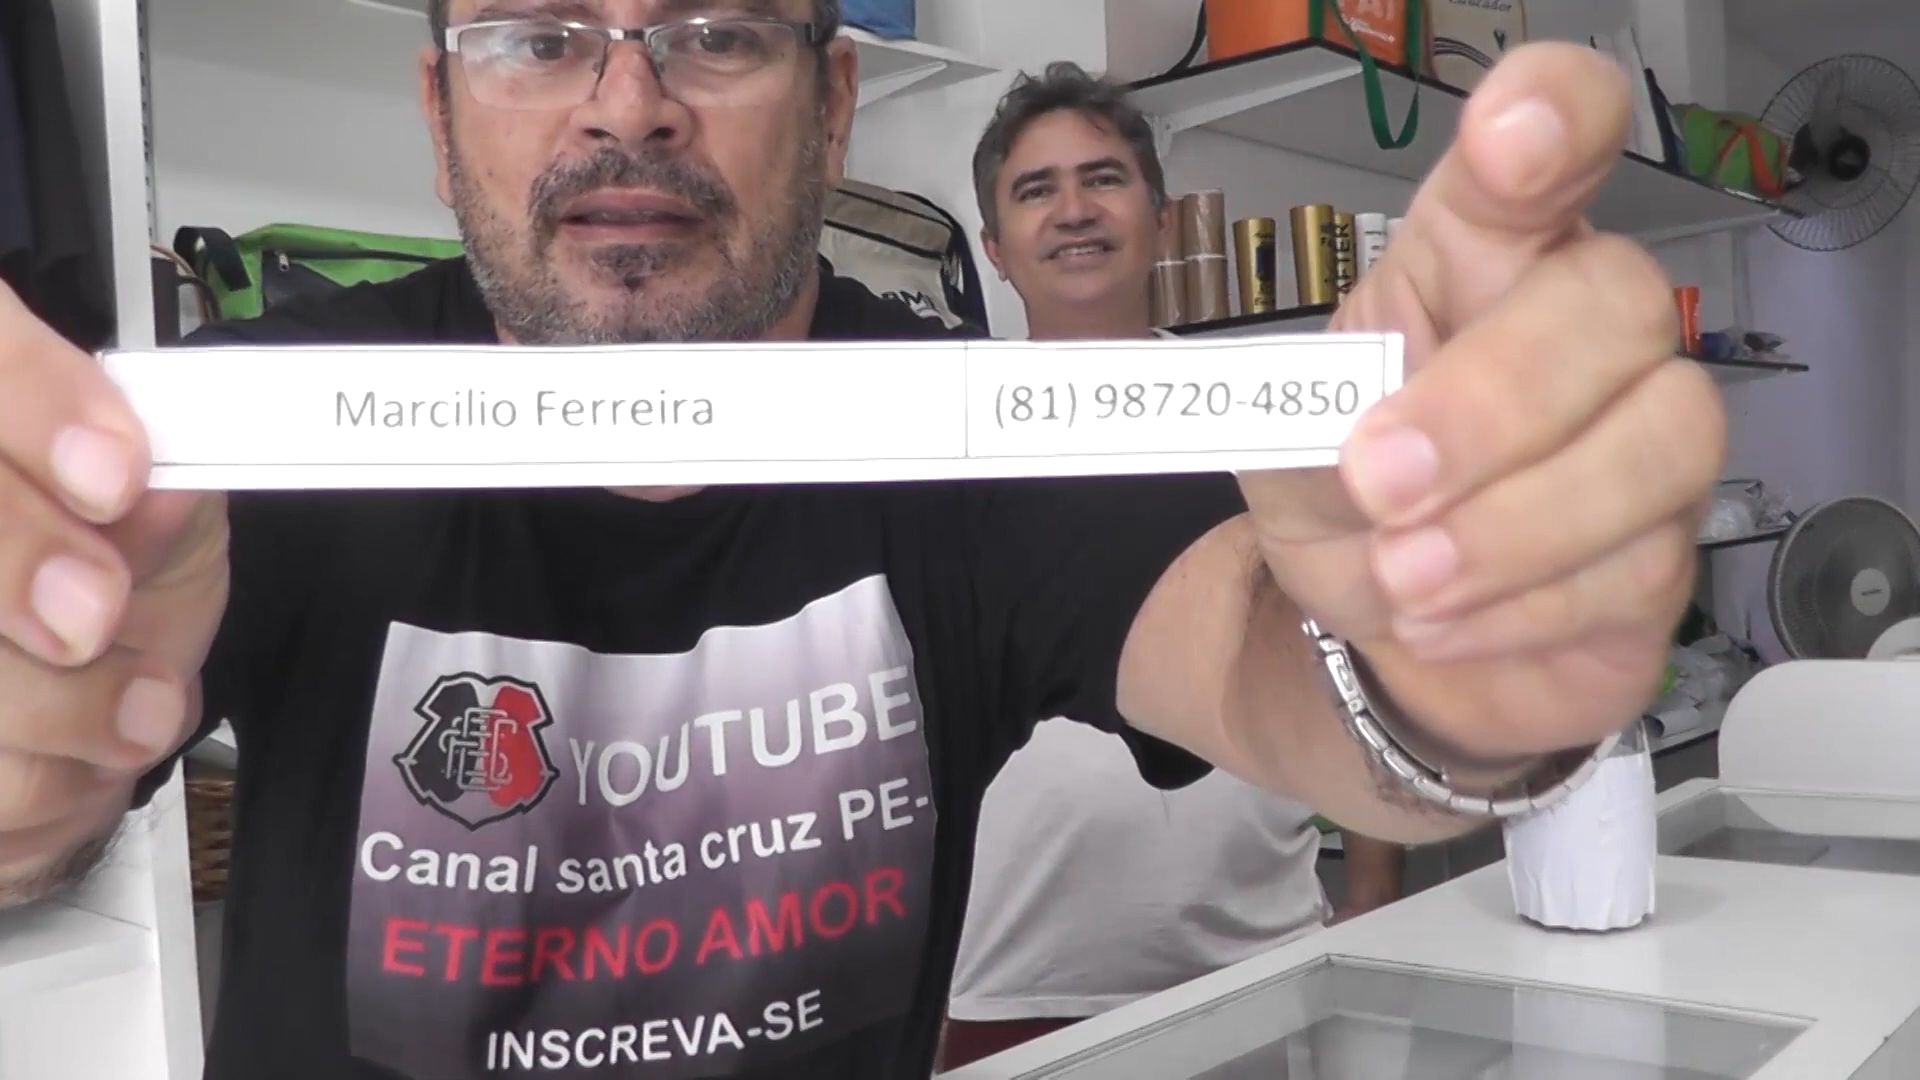 Marcilio Ferreira (81) 98720-4850
YOUTUBE
Canal santa cruz PE-
ETERNO AMOR
INSCREVA-SE
AFTER